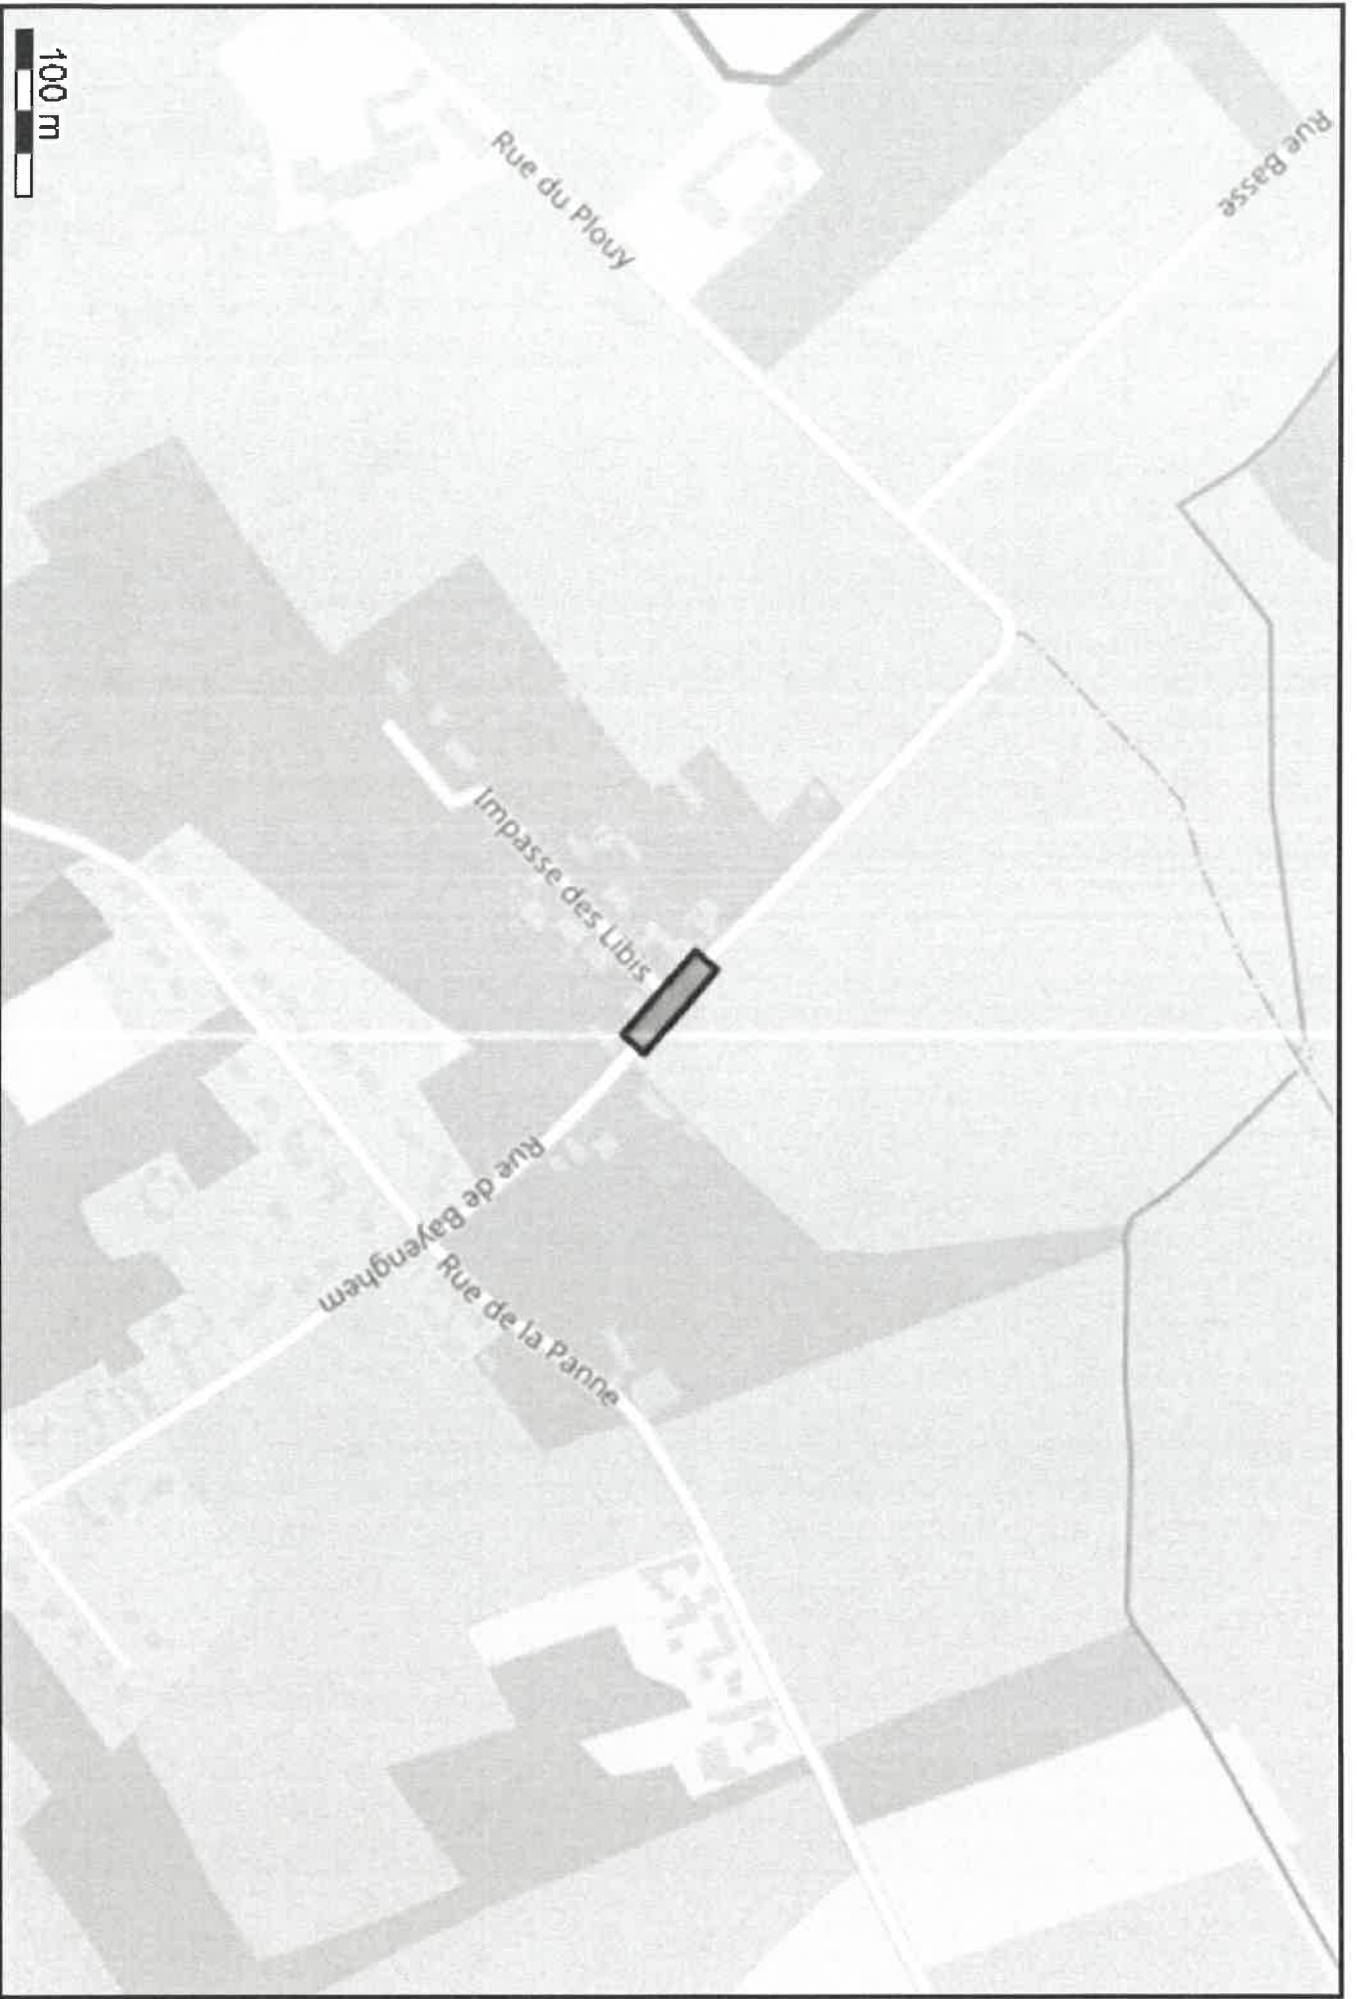 100 m
Rue du Plouy
Rue Basse
Impasse des Libis
Rue de Bayenghem
Rue de la Panne